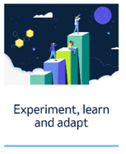 Experiment, learn
and adapt